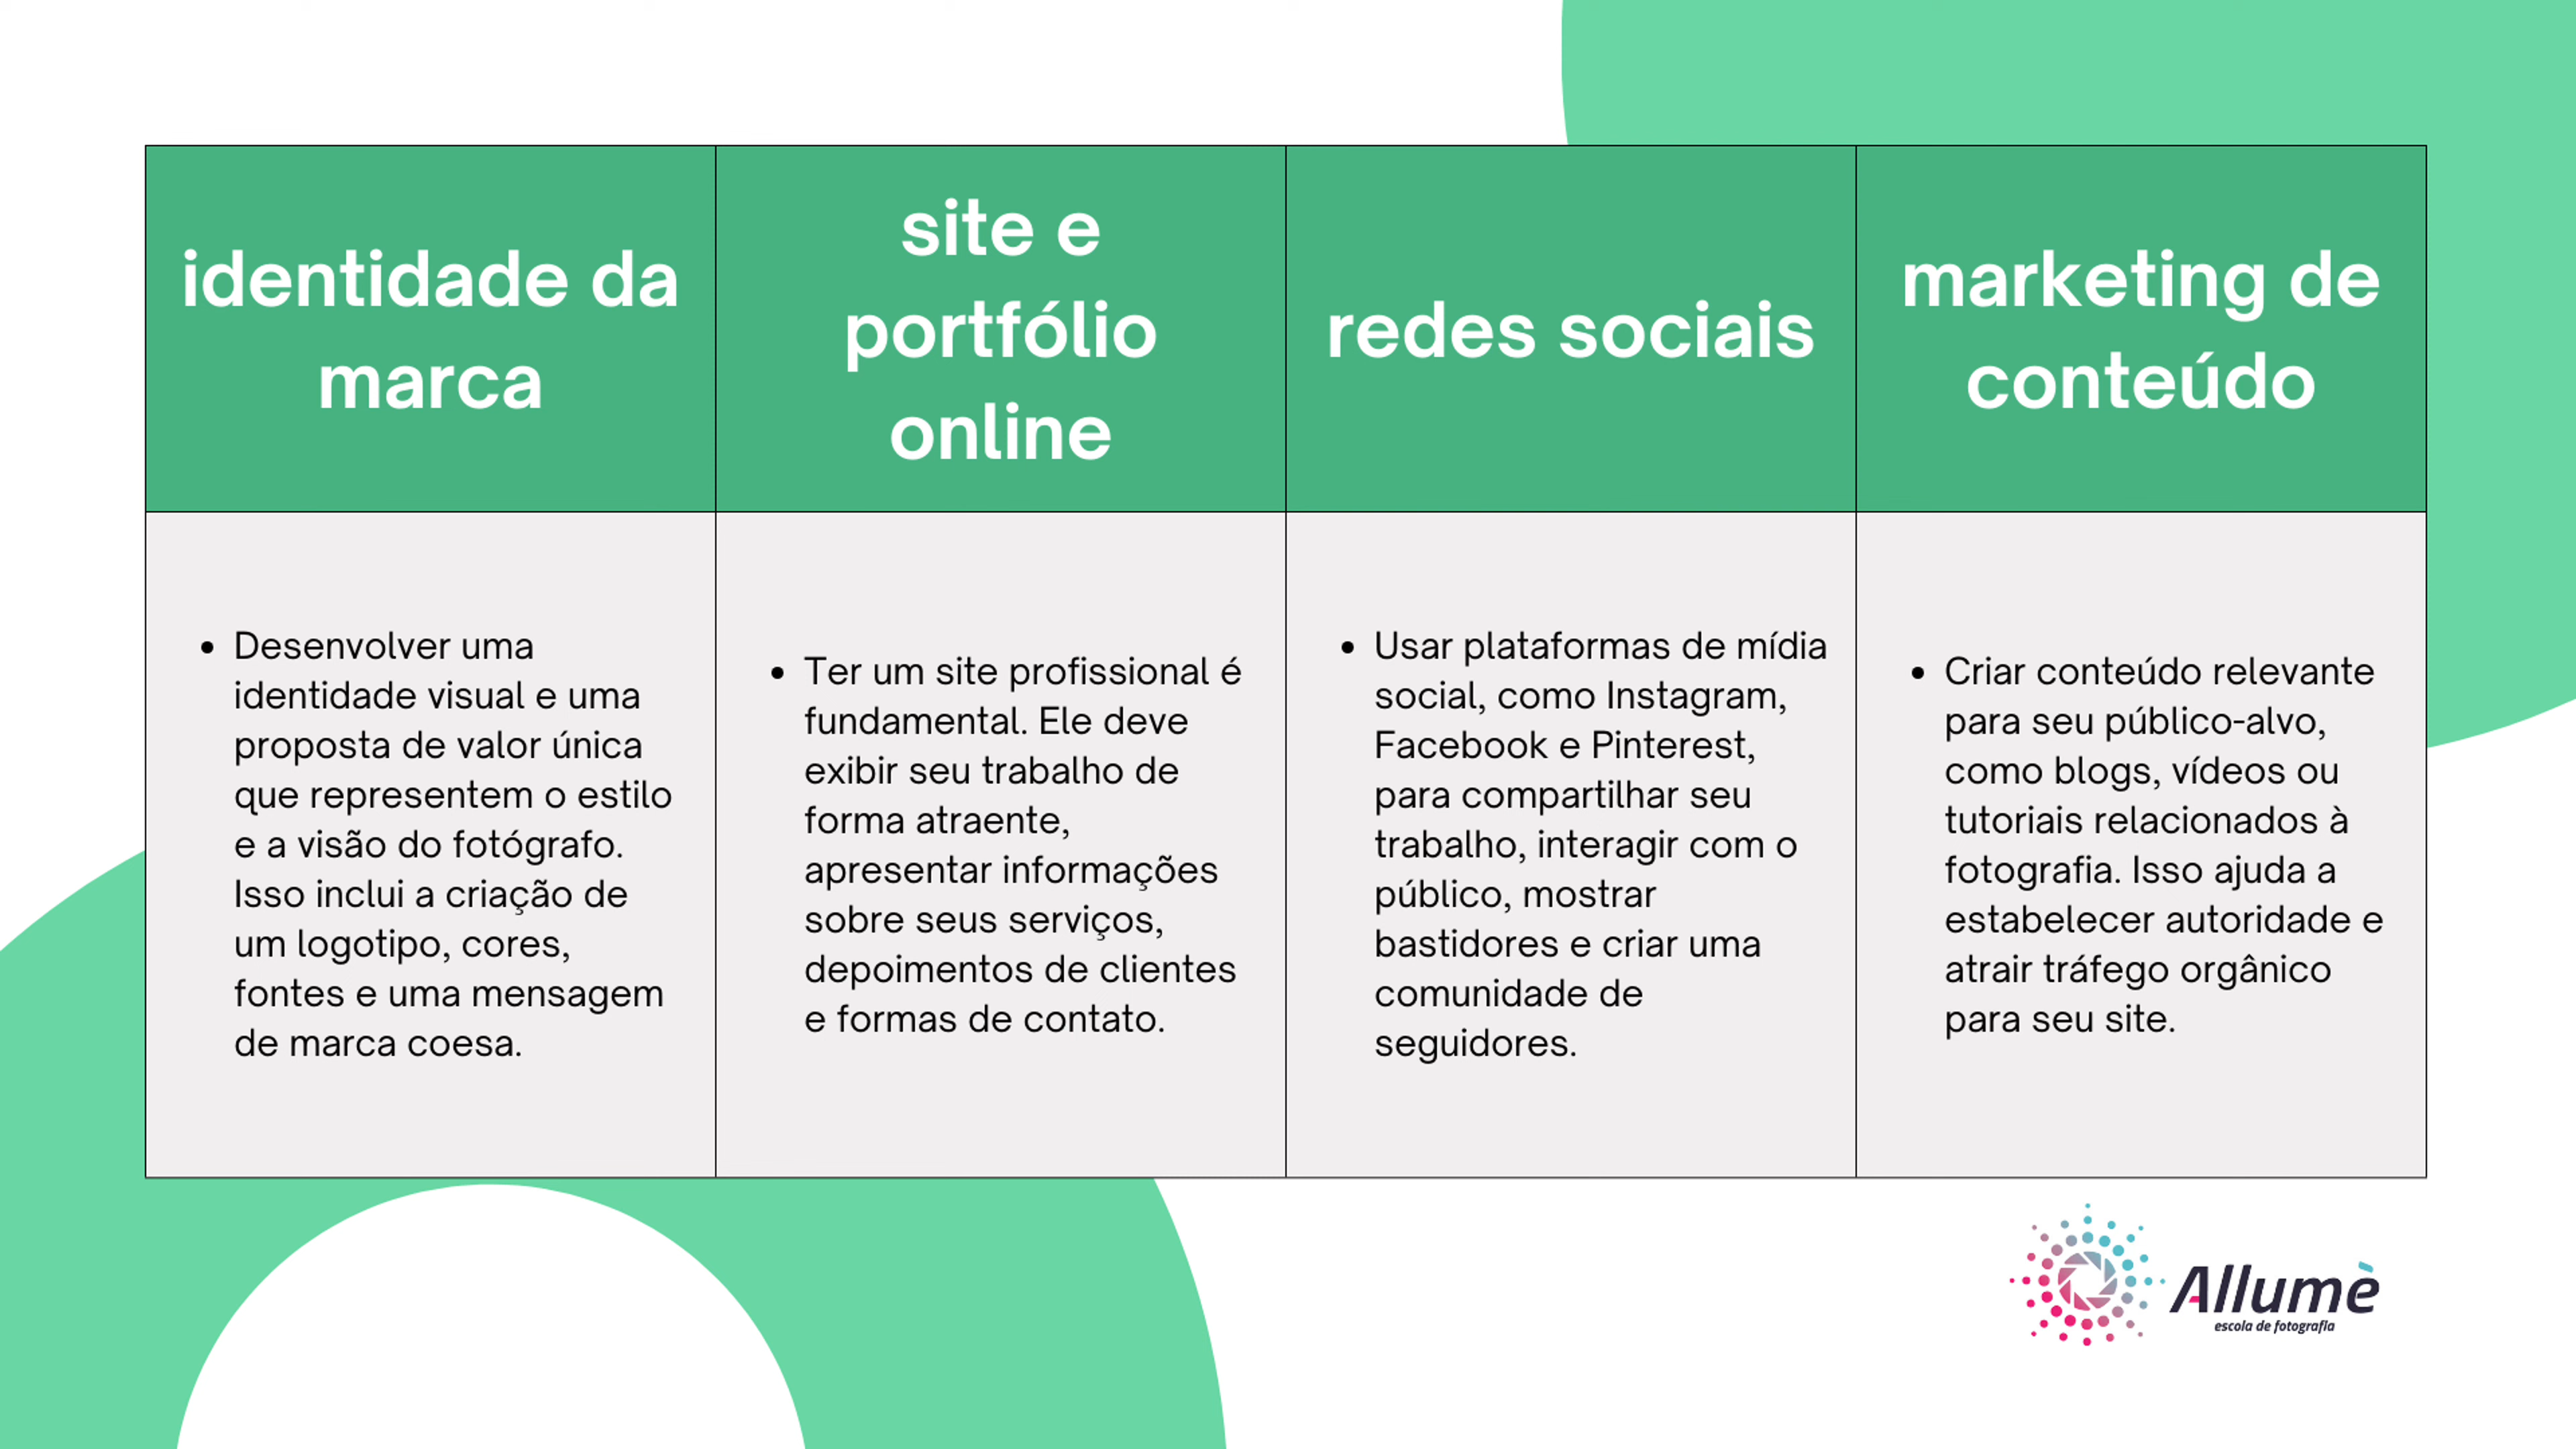 identidade da
marca
site e
portfólio
online
redes sociais
marketing de
conteúdo
• Desenvolver uma
identidade visual e uma
proposta de valor única
que representem o estilo
e a visão do fotógrafo.
Isso inclui a criação de
um logotipo, cores,
fontes e uma mensagem
de marca coesa.
• Ter um site profissional é
fundamental. Ele deve
exibir seu trabalho de
forma atraente,
apresentar informações
sobre seus serviços,
depoimentos de clientes
e formas de contato.
• Usar plataformas de mídia
social, como Instagram,
Facebook e Pinterest,
para compartilhar seu
trabalho, interagir com o
público, mostrar
bastidores e criar uma
comunidade de
seguidores.
• Criar conteúdo relevante
para seu público-alvo,
como blogs, vídeos ou
tutoriais relacionados à
fotografia. Isso ajuda a
estabelecer autoridade e
atrair tráfego orgânico
para seu site.
Allumè
escola de fotografia